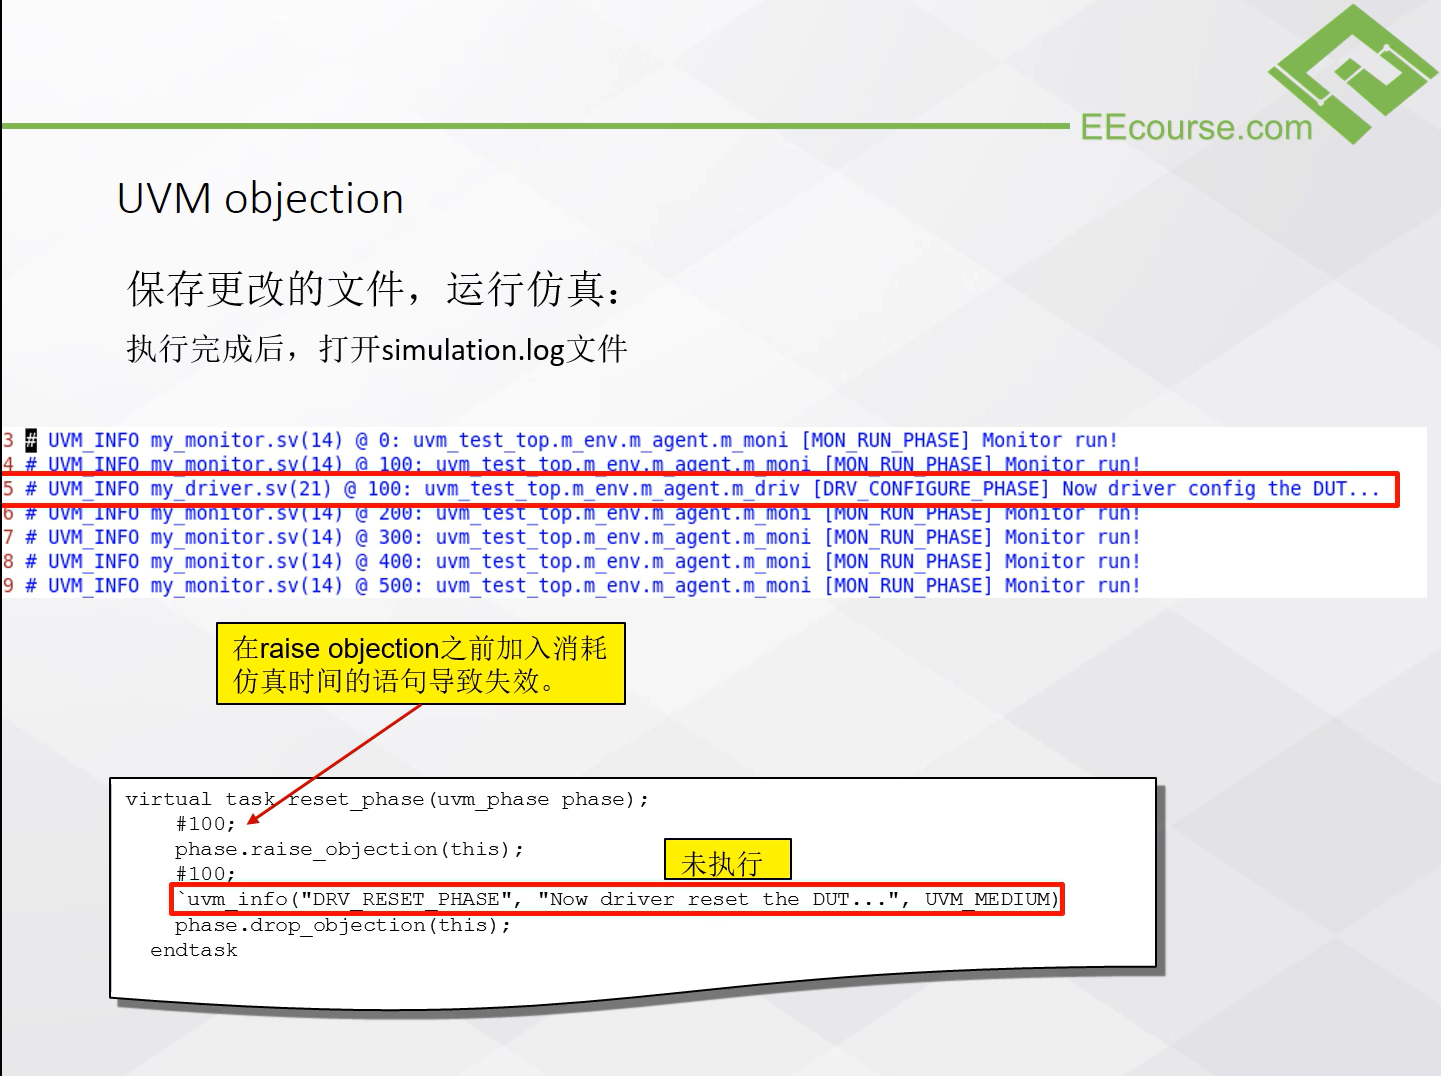 EEcourse.com
UVM objection
保存更改的文件，运行仿真：
执行完成后，打开simulation.log文件
3 # UVM_INFO my_monitor.sv(14) @ 0: uvm_test_top.m_env.m_agent.m_moni [MON_RUN_PHASE] Monitor run!
4 # UVM_INFO my_monitor.sv(14) @ 100: uvm_test_top.m_env.m_agent.m_moni [MON_RUN_PHASE] Monitor run!
5 # UVM_INFO my_driver.sv(21) @ 100: uvm_test_top.m_env.m_agent.m_driv [DRV_CONFIGURE_PHASE] Now driver config the DUT...
6 # UVM_INFO my_monitor.sv(14) @ 200: uvm_test_top.m_env.m_agent.m_moni [MON_RUN_PHASE] Monitor run!
7 # UVM_INFO my_monitor.sv(14) @ 300: uvm_test_top.m_env.m_agent.m_moni [MON_RUN_PHASE] Monitor run!
8 # UVM_INFO my_monitor.sv(14) @ 400: uvm_test_top.m_env.m_agent.m_moni [MON_RUN_PHASE] Monitor run!
9 # UVM_INFO my_monitor.sv(14) @ 500: uvm_test_top.m_env.m_agent.m_moni [MON_RUN_PHASE] Monitor run!
在raise objection之前加入消耗
仿真时间的语句导致失效。
virtual task reset_phase(uvm_phase phase);
#100;
phase.raise_objection(this);
#100;
未执行
`uvm_info("DRV_RESET_PHASE", "Now driver reset the DUT...", UVM_MEDIUM)
phase.drop_objection(this);
endtask